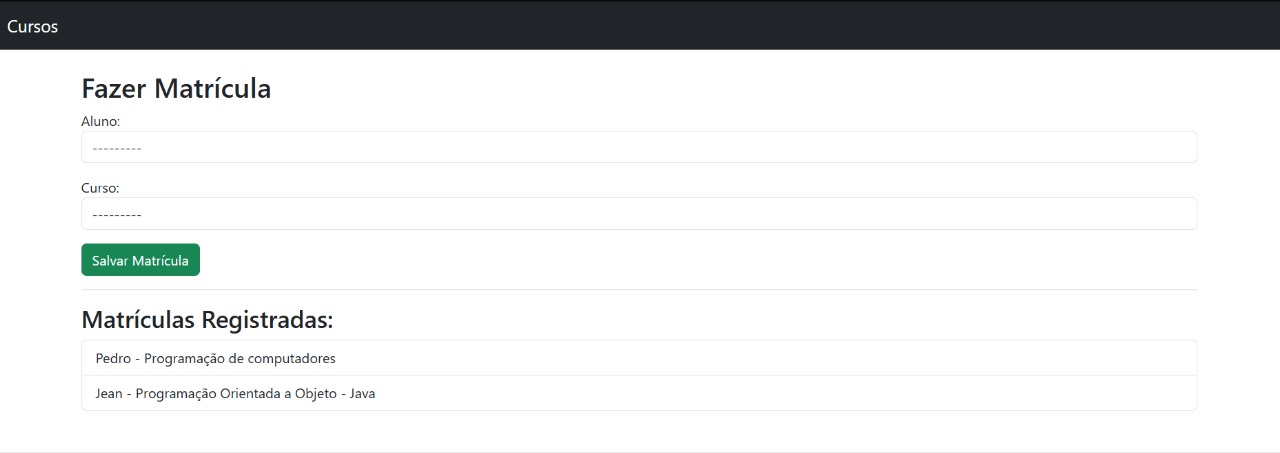 Cursos
Fazer Matrícula
Aluno:
---------
Curso:
---------
Salvar Matrícula
Matrículas Registradas:
Pedro - Programação de computadores
Jean - Programação Orientada a Objeto - Java